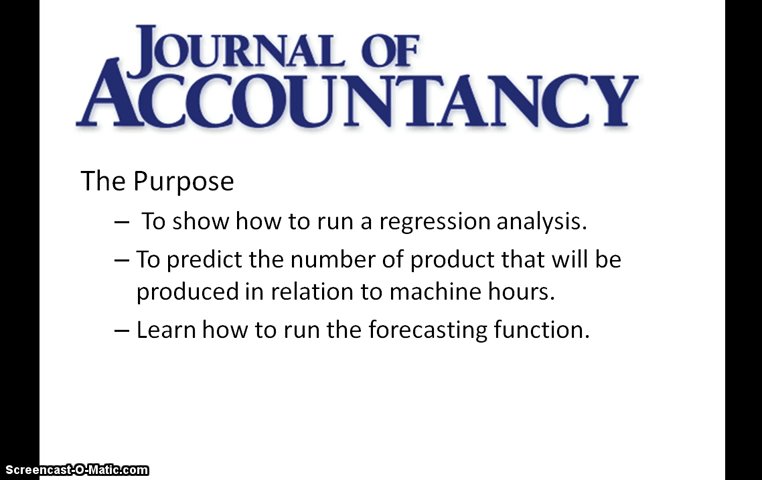 JOURNAL OF
ACCOUNTANCY
The Purpose
– To show how to run a regression analysis.
– To predict the number of product that will be
produced in relation to machine hours.
– Learn how to run the forecasting function.
Screencast-O-Matic.com